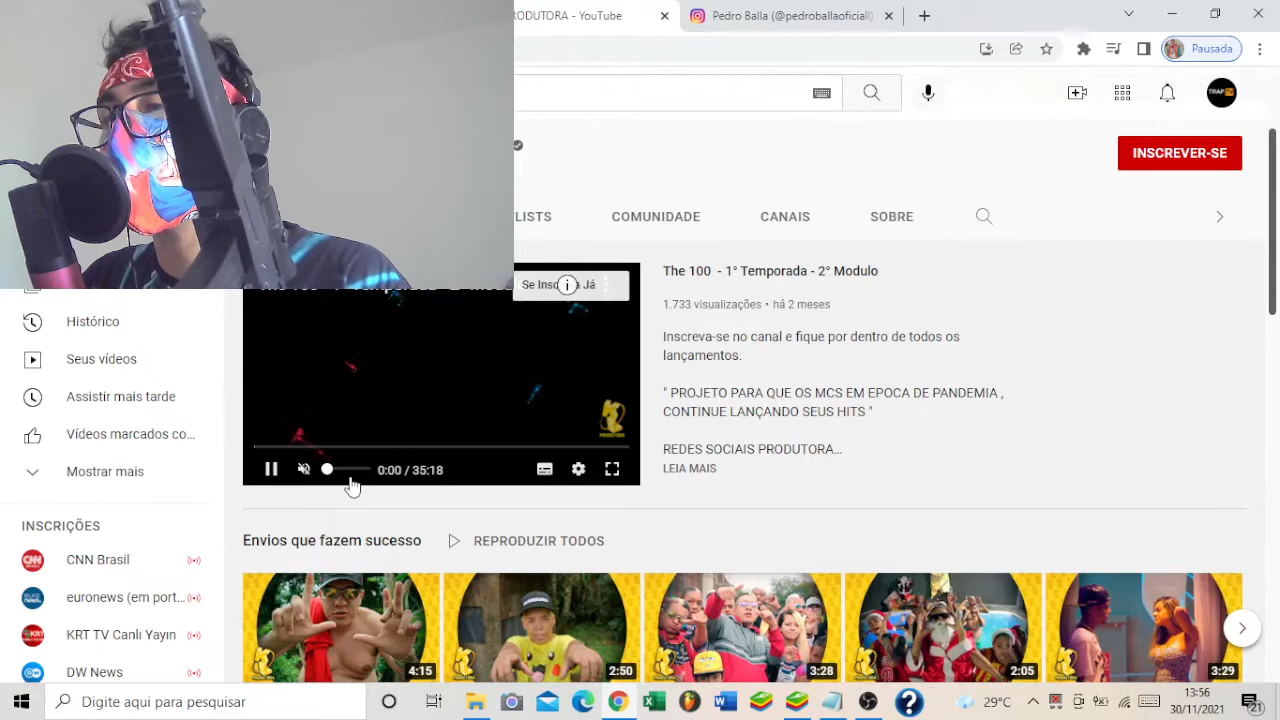 RODUTORA - YouTube
Pedro Balla (@pedroballaoficial)
Pausada
TRAP
INSCREVER-SE
LISTS
COMUNIDADE
CANAIS
SOBRE
Se Inscreva Já
The 100 - 1° Temporada - 2° Modulo
1.733 visualizações • há 2 meses
Inscreva-se no canal e fique por dentro de todos os
lançamentos.
" PROJETO PARA QUE OS MCS EM EPOCA DE PANDEMIA ,
CONTINUE LANÇANDO SEUS HITS "
REDES SOCIAIS PRODUTORA...
LEIA MAIS
0:00 / 35:18
Histórico
Seus vídeos
Assistir mais tarde
Vídeos marcados co...
Mostrar mais
INSCRIÇÕES
CNN Brasil
euronews (em port...
KRT TV Canlı Yayın
DW News
Envios que fazem sucesso
REPRODUZIR TODOS
4:15
2:50
3:28
2:05
3:29
Digite aqui para pesquisar
29°C
13:56
30/11/2021
21